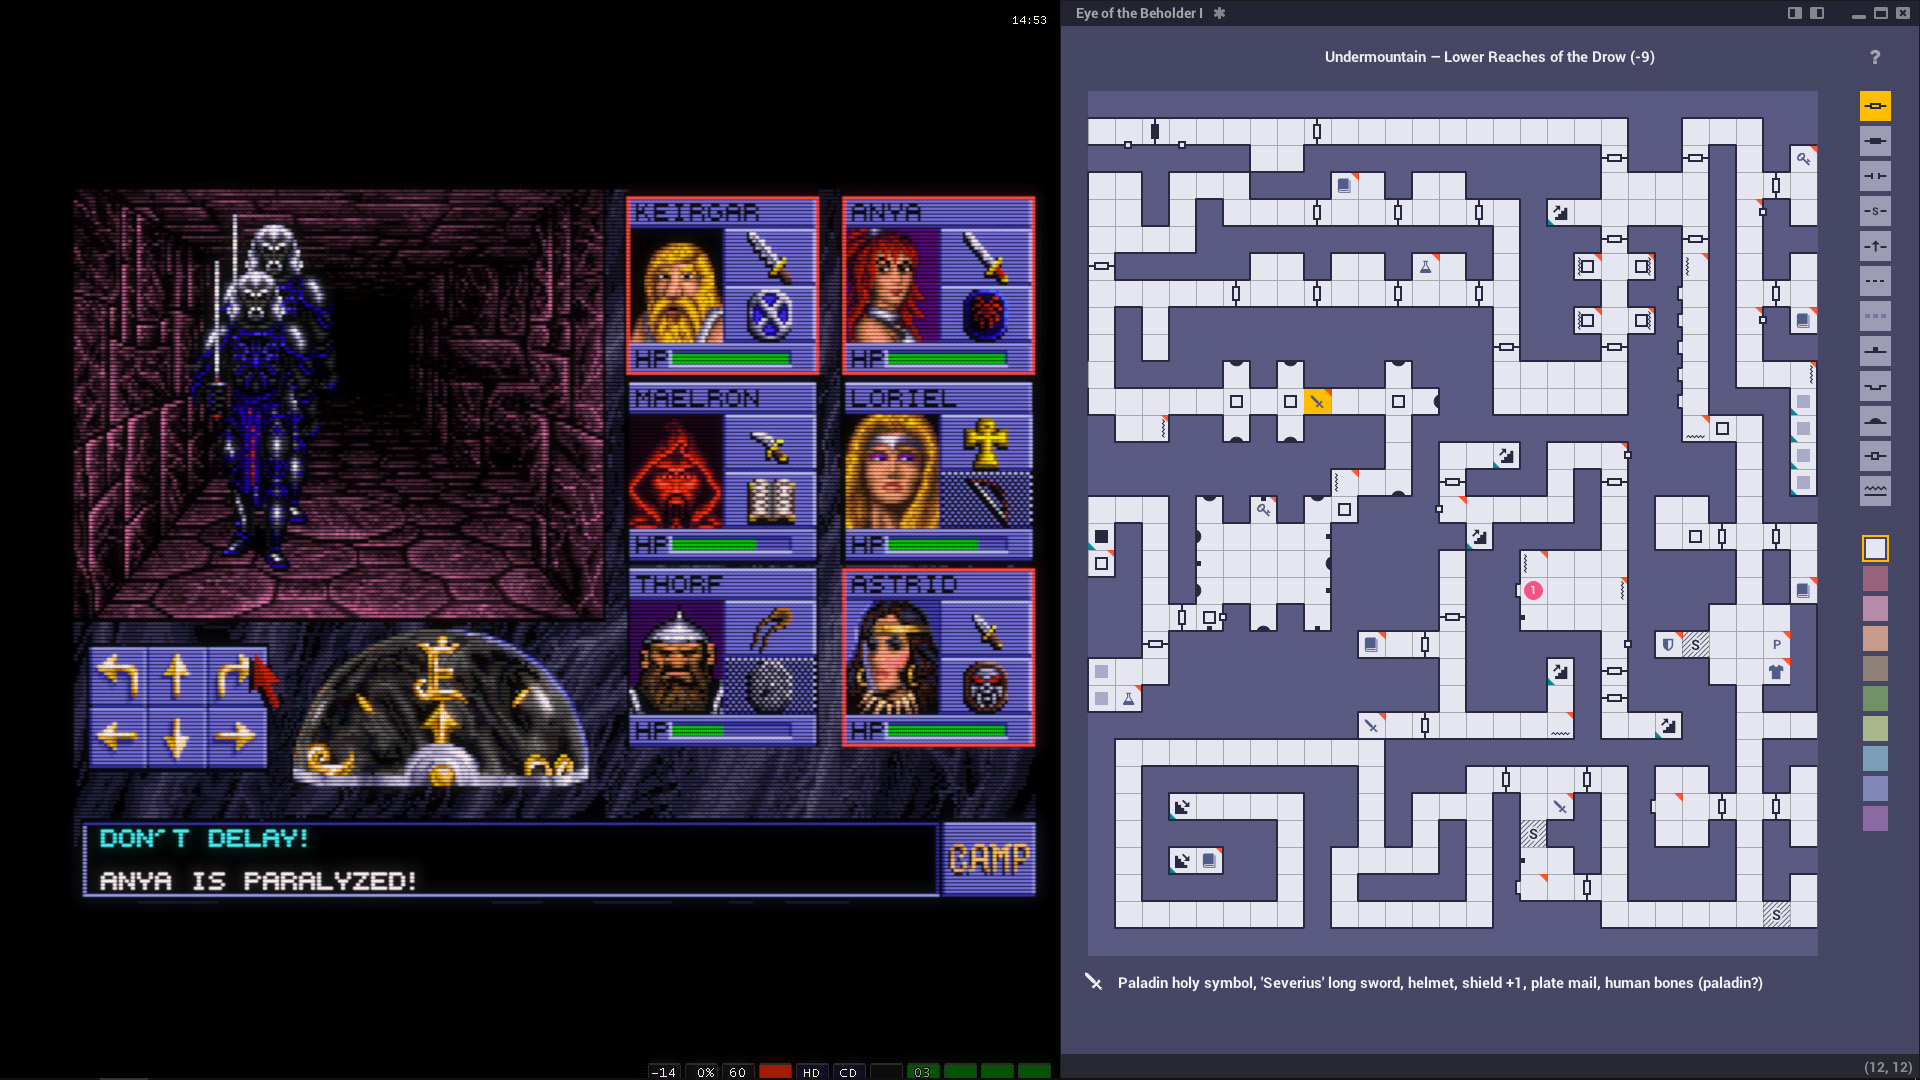 14:53
Eye of the Beholder I ✱
Undermountain – Lower Reaches of the Drow (-9)
?
KEIRGAR
ANYA
HP
HP
MAELRON
LORIEL
HP
HP
THORF
ASTRID
HP
HP
DON'T DELAY!
ANYA IS PARALYZED!
CAMP
S
1
S
P
S
S
Paladin holy symbol, 'Severius' long sword, helmet, shield +1, plate mail, human bones (paladin?)
-14 0% 60 HD CD 03
(12, 12)